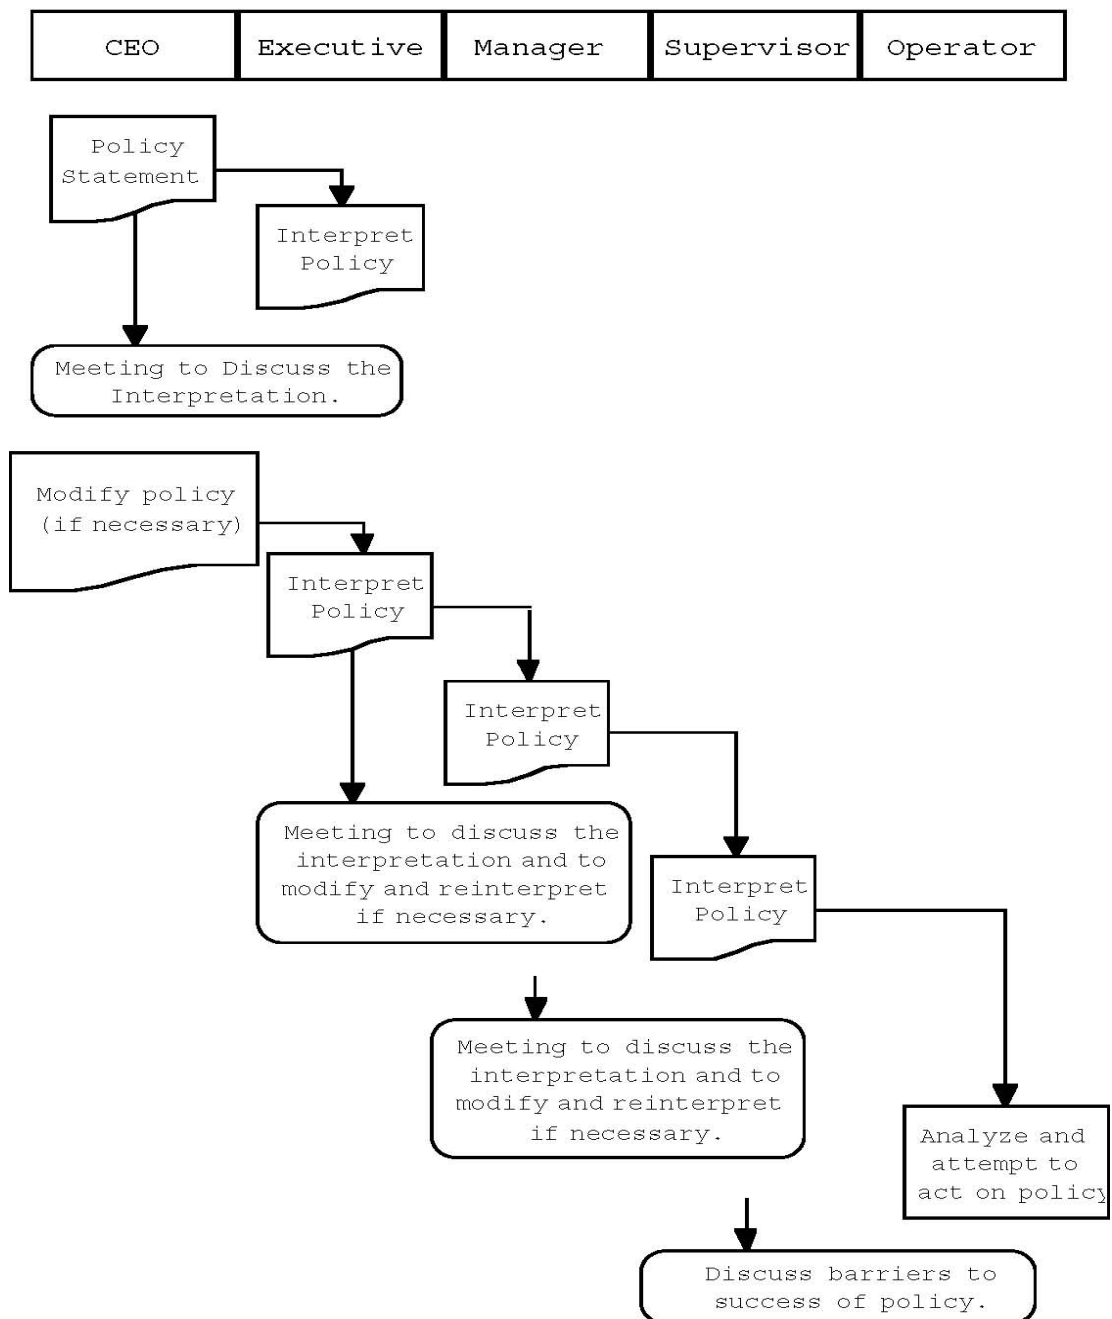 CEO
Executive
Manager
Supervisor
Operator
Policy
Statement
Interpret
Policy
Meeting to Discuss the
Interpretation.
Modify policy
(if necessary)
Interpret
Policy
Interpret
Policy
Meeting to discuss the
interpretation and to
modify and reinterpret
if necessary.
Interpret
Policy
Meeting to discuss the
interpretation and to
modify and reinterpret
if necessary.
Analyze and
attempt to
act on policy
Discuss barriers to
success of policy.